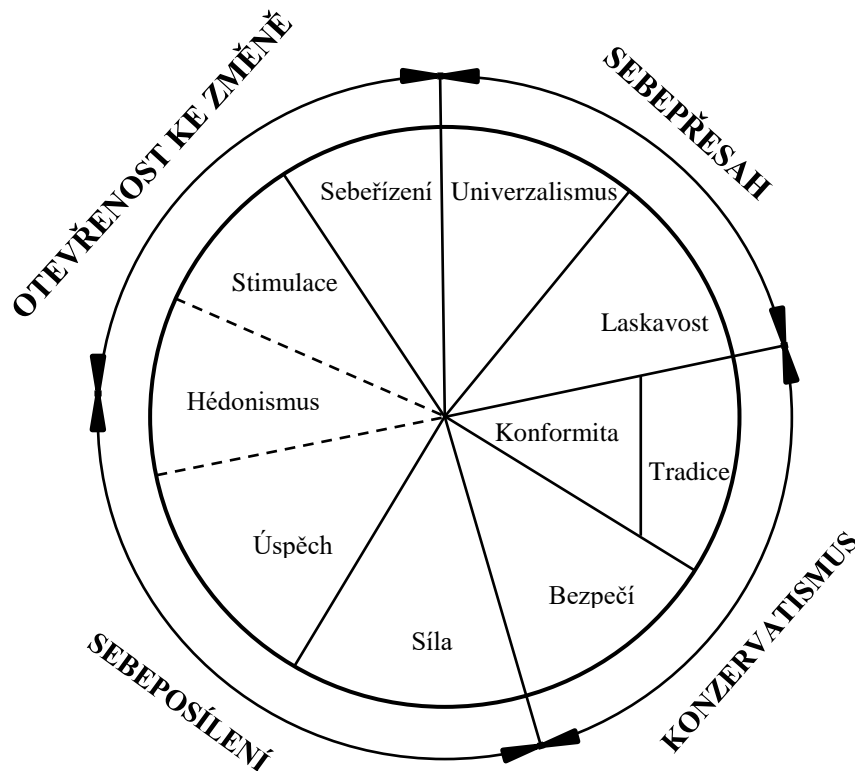 OTEVŘENOST KE ZMĚNĚ
SEBEPŘESAH
Sebeřízení
Univerzalismus
Stimulace
Laskavost
Hédonismus
Konformita
Tradice
Úspěch
Bezpečí
Síla
SEBEPOSÍLENÍ
KONZERVATISMUS